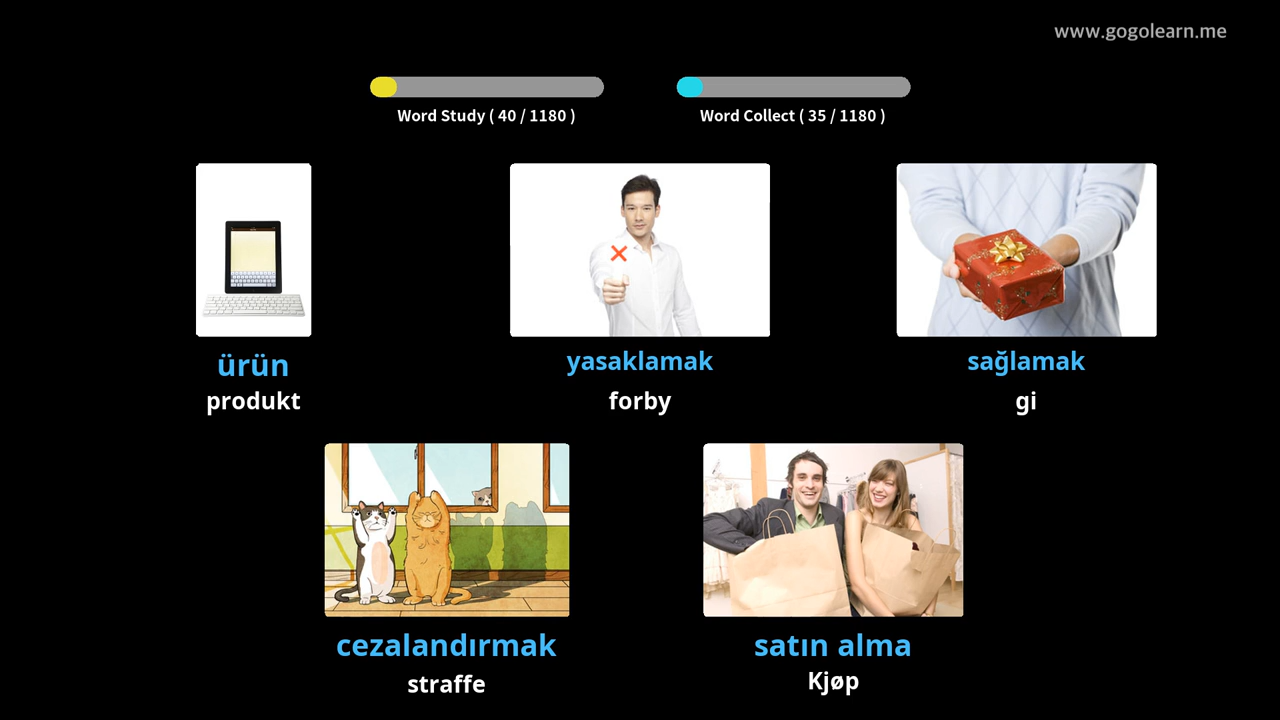 www.gogolearn.me
Word Study ( 40 / 1180 )
Word Collect ( 35 / 1180 )
ürün
produkt
yasaklamak
forby
sağlamak
gi
cezalandırmak
straffe
satın alma
Kjøp